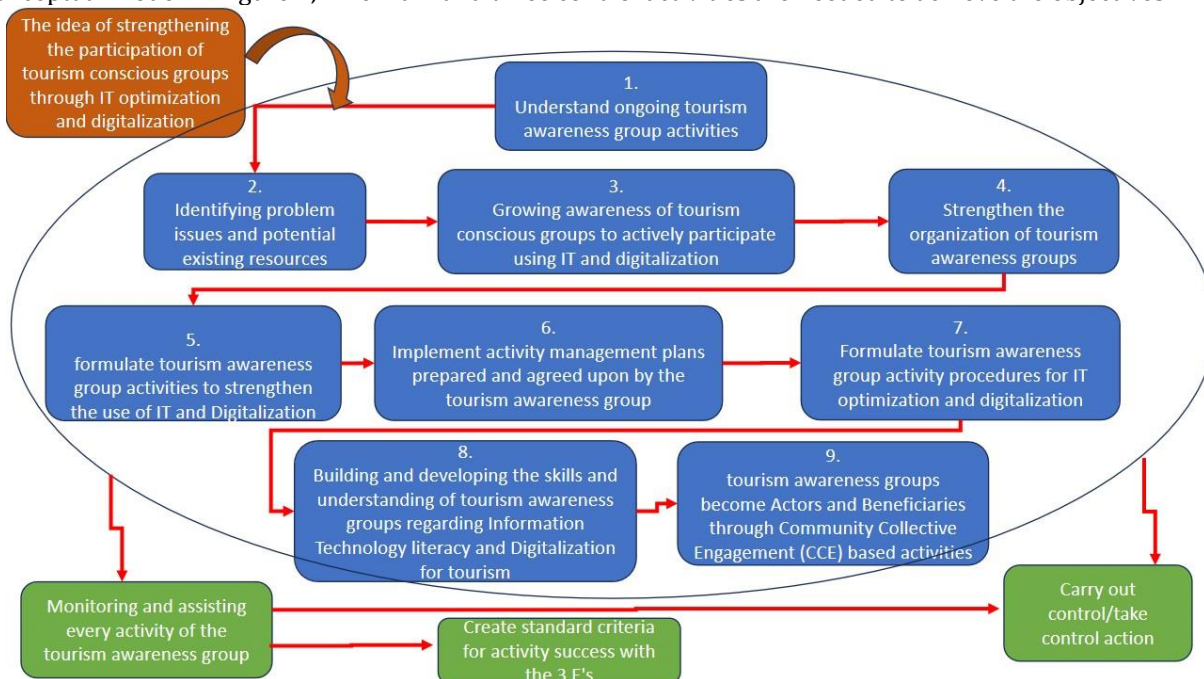 The idea of strengthening
the participation of
tourism conscious groups
through IT optimization
and digitalization
1.
Understand ongoing tourism
awareness group activities
2.
Identifying problem
issues and potential
existing resources
3.
Growing awareness of tourism
conscious groups to actively participate
using IT and digitalization
4.
Strengthen the
organization of tourism
awareness groups
5.
formulate tourism awareness
group activities to strengthen
the use of IT and Digitalization
6.
Implement activity management plans
prepared and agreed upon by the
tourism awareness group
7.
Formulate tourism awareness
group activity procedures for IT
optimization and digitalization
8.
Building and developing the skills and
understanding of tourism awareness
groups regarding Information
Technology literacy and Digitalization
for tourism
9.
tourism awareness groups
become Actors and Beneficiaries
through Community Collective
Engagement (CCE) based activities
Monitoring and assisting
every activity of the
tourism awareness group
Create standard criteria
for activity success with
the 3 E's
Carry out
control/take
control action